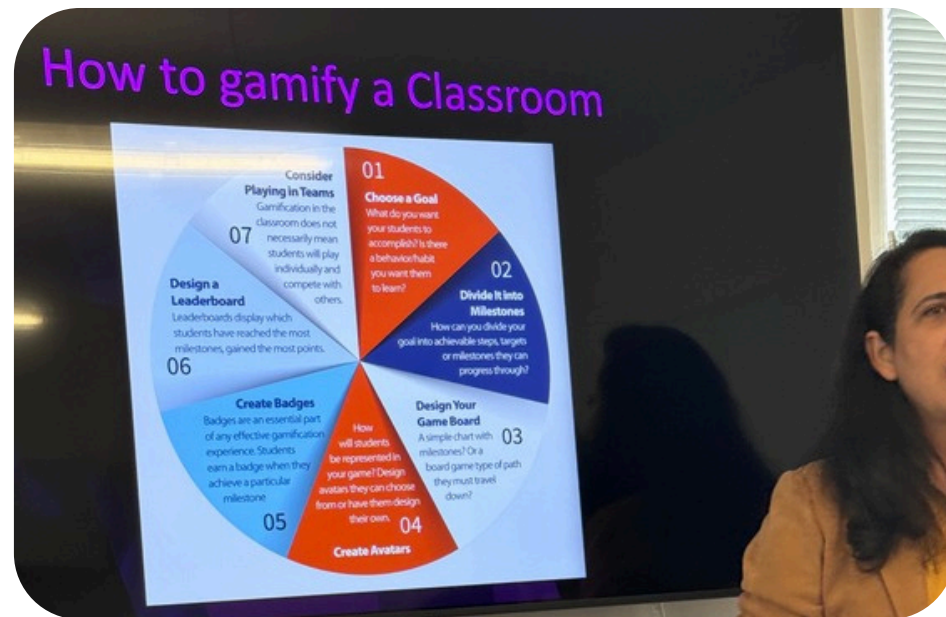 How to gamify a Classroom
01
Choose a Goal
What do you want
your students to
accomplish? Is there
a behavior/habit
you want them
to learn?
02
Divide It into
Milestones
How can you divide your
goal into achievable steps, targets
or milestones they can
progress through?
Design Your
Game Board
03
A simple chart with
milestones? Or a
board game type of path
they must travel
down?
How
will students
be represented in
your game? Design
avatars they can choose
from or have them design
their own.
04
Create Avatars
Create Badges
Badges are an essential part
of any effective gamification
experience. Students
earn a badge when they
achieve a particular
milestone
05
Design a
Leaderboard
Leaderboards display which
students have reached the most
milestones, gained the most points.
06
Consider
Playing in Teams
Gamification in the
classroom does not
07
necessarily mean
students will play
individually and
compete with
others.